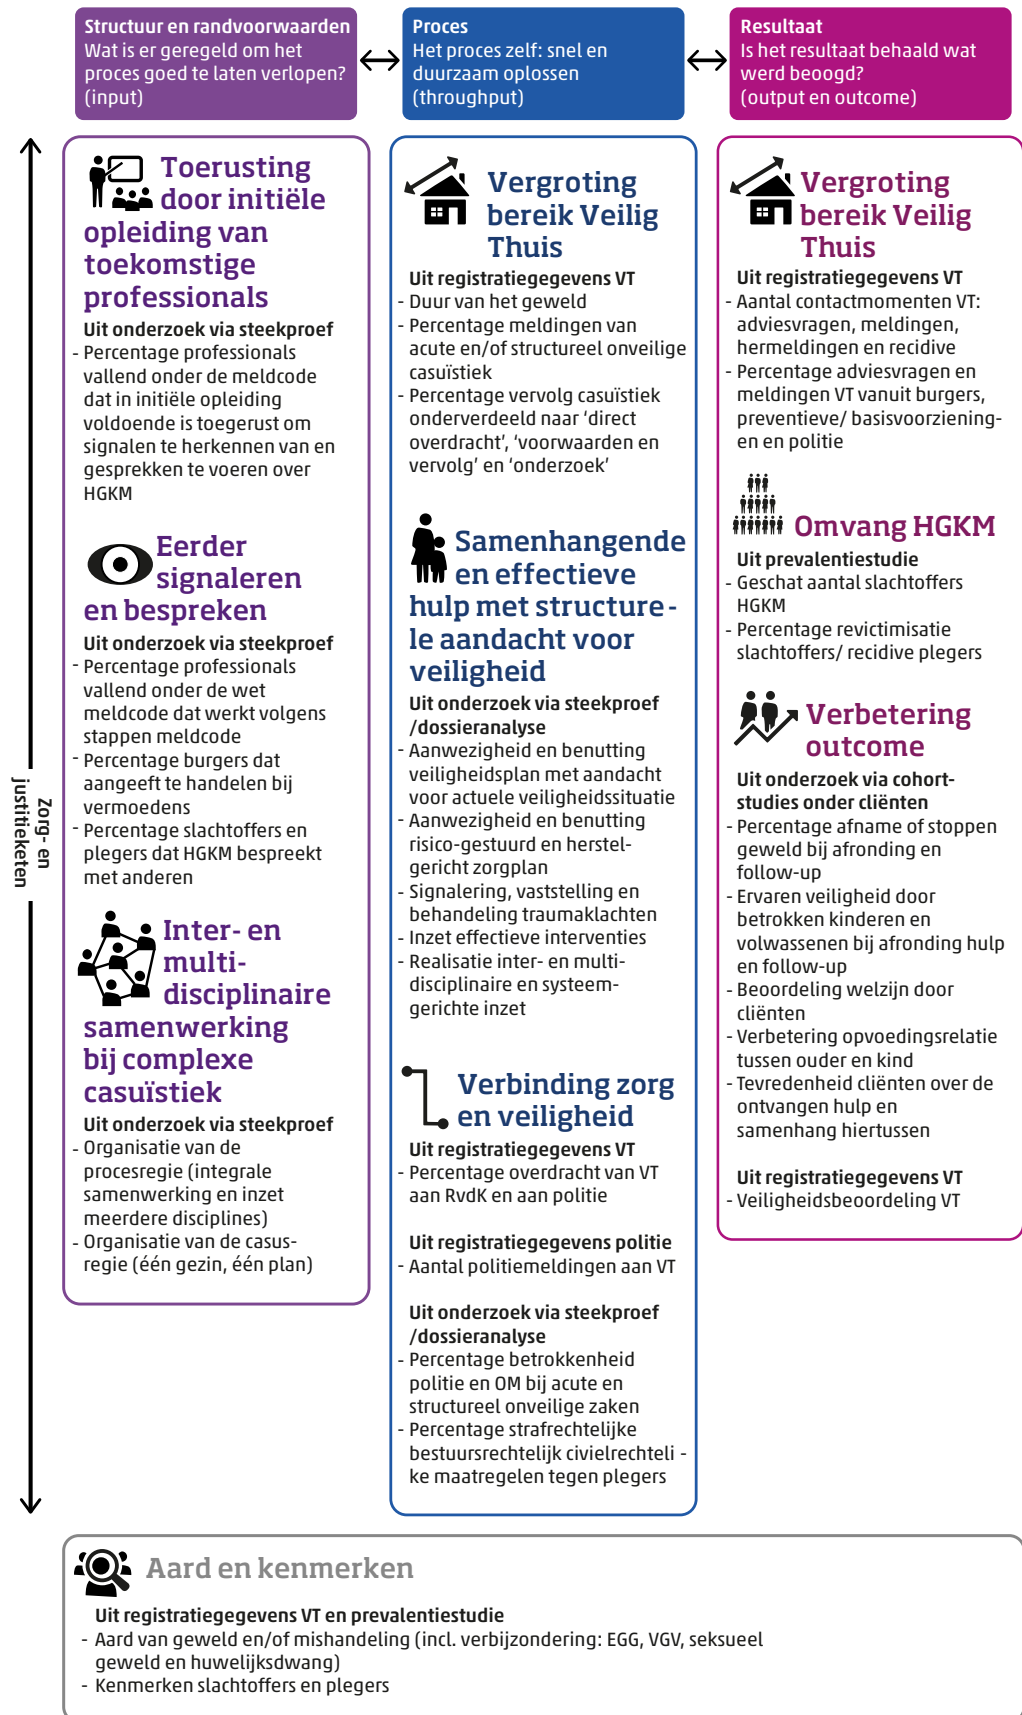 Structuur en randvoorwaarden
Wat is er geregeld om het
proces goed te laten verlopen?
(input)
Proces
Het proces zelf: snel en
duurzaam oplossen
(throughput)
Resultaat
Is het resultaat behaald wat
werd beoogd?
(output en outcome)
Zorg- en
justitieketen
Toerusting
door initiële
opleiding van
toekomstige
professionals
Uit onderzoek via steekproef
- Percentage professionals
vallend onder de meldcode
dat in initiële opleiding
voldoende is toegerust om
signalen te herkennen van en
gesprekken te voeren over
HGKM
Eerder
signaleren
en bespreken
Uit onderzoek via steekproef
- Percentage professionals
vallend onder de wet
meldcode dat werkt volgens
stappen meldcode
- Percentage burgers dat
aangeeft te handelen bij
vermoedens
- Percentage slachtoffers en
plegers dat HGKM bespreekt
met anderen
Inter- en
multi-
disciplinaire
samenwerking
bij complexe
casuïstiek
Uit onderzoek via steekproef
- Organisatie van de
procesregie (integrale
samenwerking en inzet
meerdere disciplines)
- Organisatie van de casus-
regie (één gezin, één plan)
Vergroting
bereik Veilig
Thuis
Uit registratiegegevens VT
- Duur van het geweld
- Percentage meldingen van
acute en/of structureel onveilige
casuïstiek
- Percentage vervolg casuïstiek
onderverdeeld naar ‘direct
overdracht’, ‘voorwaarden en
vervolg’ en ‘onderzoek’
Samenhangende
en effectieve
hulp met structure-
le aandacht voor
veiligheid
Uit onderzoek via steekproef
/dossieranalyse
- Aanwezigheid en benutting
veiligheidsplan met aandacht
voor actuele veiligheidssituatie
- Aanwezigheid en benutting
risico-gestuurd en herstel-
gericht zorgplan
- Signalering, vaststelling en
behandeling traumaklachten
- Inzet effectieve interventies
- Realisatie inter- en multi-
disciplinaire en systeem-
gerichte inzet
Verbinding zorg
en veiligheid
Uit registratiegegevens VT
- Percentage overdracht van VT
aan RvdK en aan politie
Uit registratiegegevens politie
- Aantal politiemeldingen aan VT
Uit onderzoek via steekproef
/dossieranalyse
- Percentage betrokkenheid
politie en OM bij acute en
structureel onveilige zaken
- Percentage strafrechtelijke
bestuursrechtelijk civielrechteli -
ke maatregelen tegen plegers
Vergroting
bereik Veilig
Thuis
Uit registratiegegevens VT
- Aantal contactmomenten VT:
adviesvragen, meldingen,
hermeldingen en recidive
- Percentage adviesvragen en
meldingen VT vanuit burgers,
preventieve/ basisvoorziening-
en en politie
Omvang HGKM
Uit prevalentiestudie
- Geschat aantal slachtoffers
HGKM
- Percentage revictimisatie
slachtoffers/ recidive plegers
Verbetering
outcome
Uit onderzoek via cohort-
studies onder cliënten
- Percentage afname of stoppen
geweld bij afronding en
follow-up
- Ervaren veiligheid door
betrokken kinderen en
volwassenen bij afronding hulp
en follow-up
- Beoordeling welzijn door
cliënten
- Verbetering opvoedingsrelatie
tussen ouder en kind
- Tevredenheid cliënten over de
ontvangen hulp en
samenhang hiertussen
Uit registratiegegevens VT
- Veiligheidsbeoordeling VT
Aard en kenmerken
Uit registratiegegevens VT en prevalentiestudie
- Aard van geweld en/of mishandeling (incl. verbijzondering: EGG, VGV, seksueel
geweld en huwelijksdwang)
- Kenmerken slachtoffers en plegers